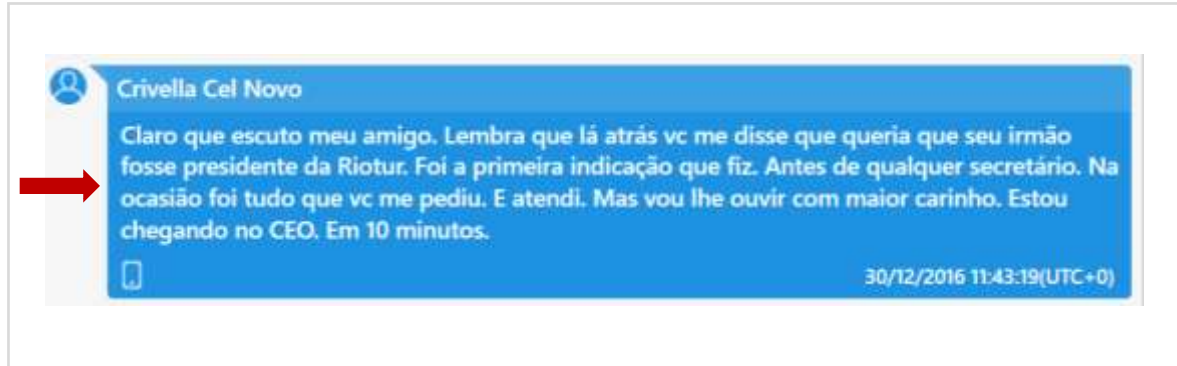 Crivella Cel Novo
Claro que escuto meu amigo. Lembra que lá atrás vc me disse que queria que seu irmão
fosse presidente da Riotur. Foi a primeira indicação que fiz. Antes de qualquer secretário. Na
ocasião foi tudo que vc me pediu. E atendi. Mas vou lhe ouvir com maior carinho. Estou
chegando no CEO. Em 10 minutos.
30/12/2016 11:43:19(UTC+0)